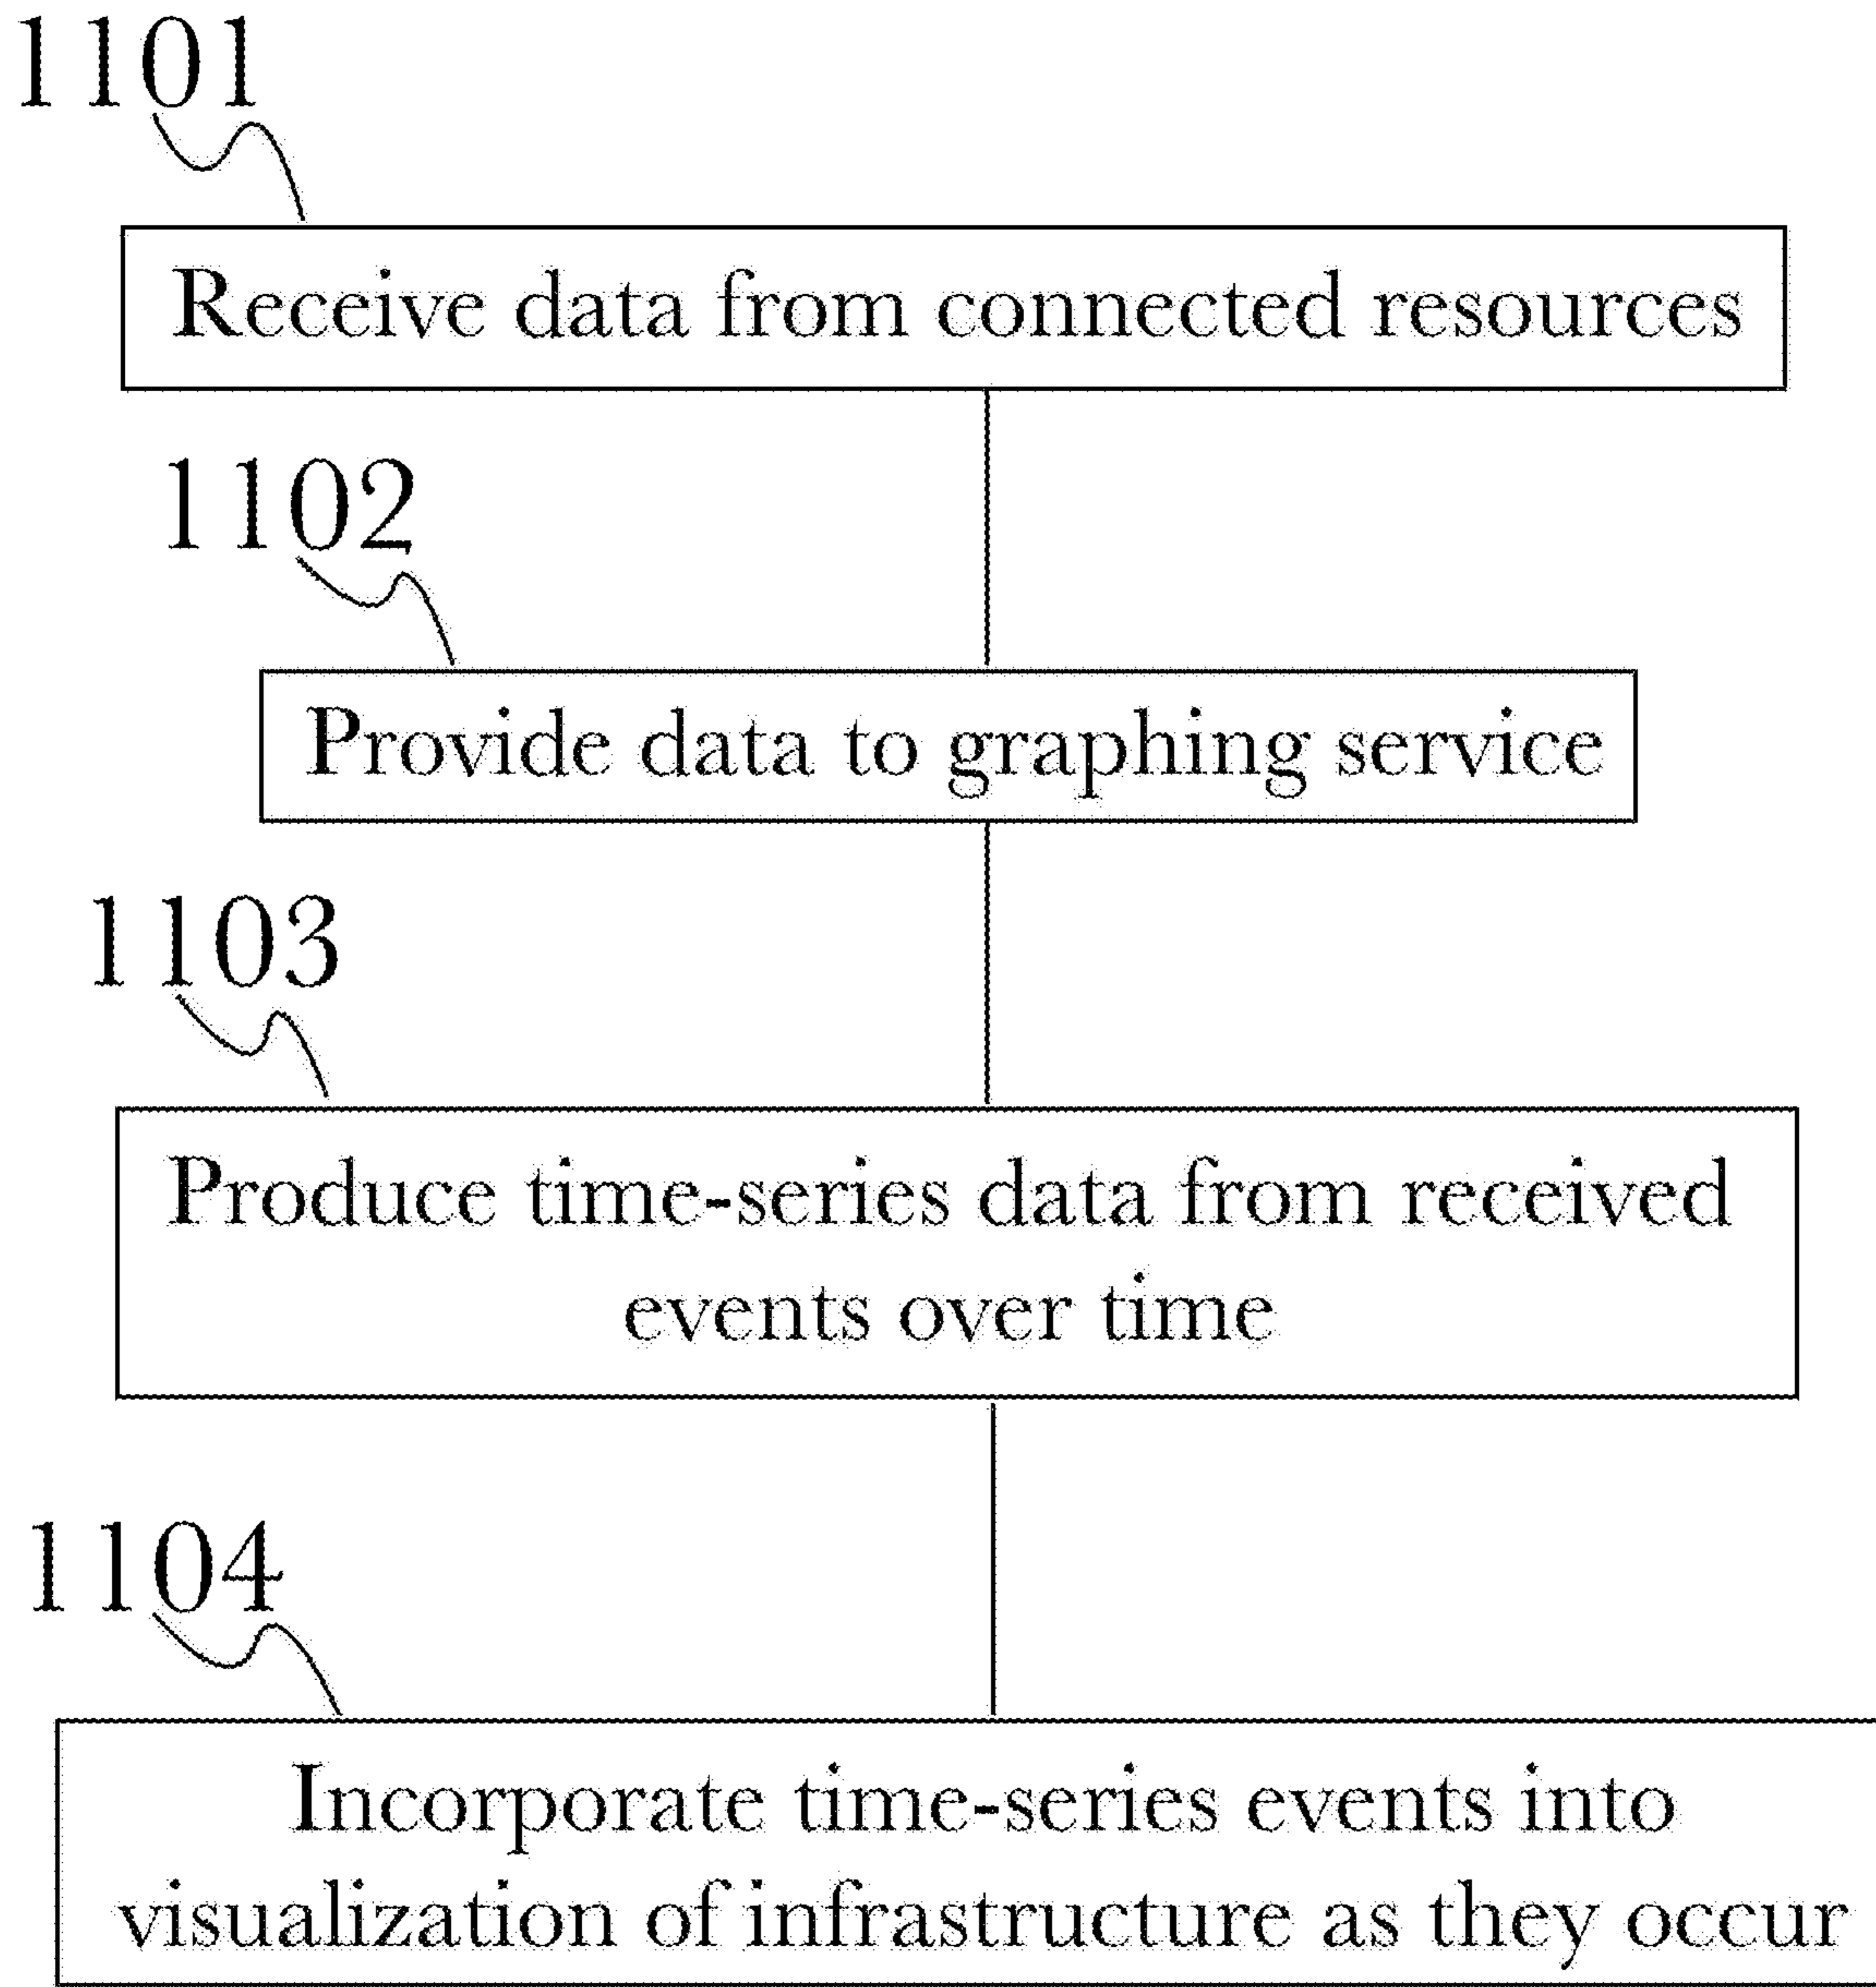 1101
Receive data from connected resources
1102
Provide data to graphing service
1103
Produce time-series data from received
events over time
1104
Incorporate time-series events into
visualization of infrastructure as they occur